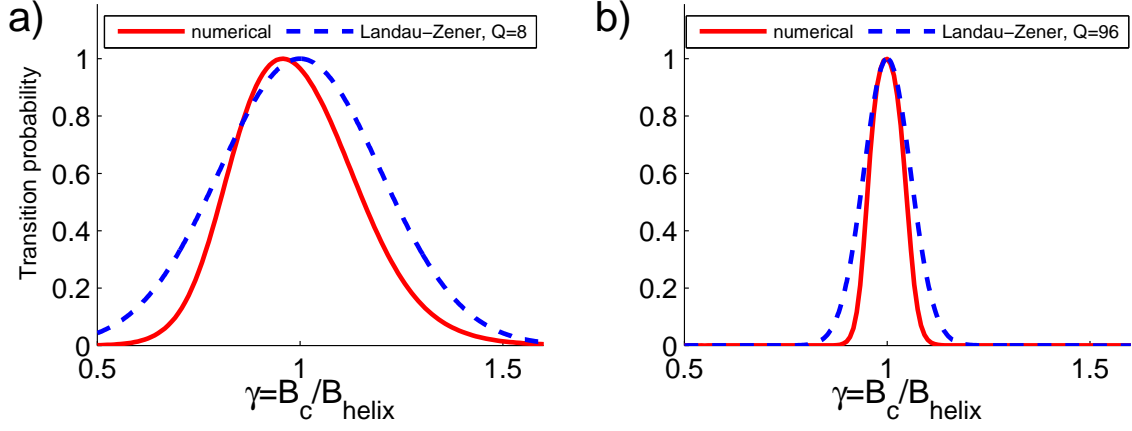 a)
numerical
Landau−Zener, Q=8
Transition probability
1
0.8
0.6
0.4
0.2
0
0.5
1
1.5
γ=B_c/B_helix
b)
numerical
Landau−Zener, Q=96
1
0.8
0.6
0.4
0.2
0
0.5
1
1.5
γ=B_c/B_helix